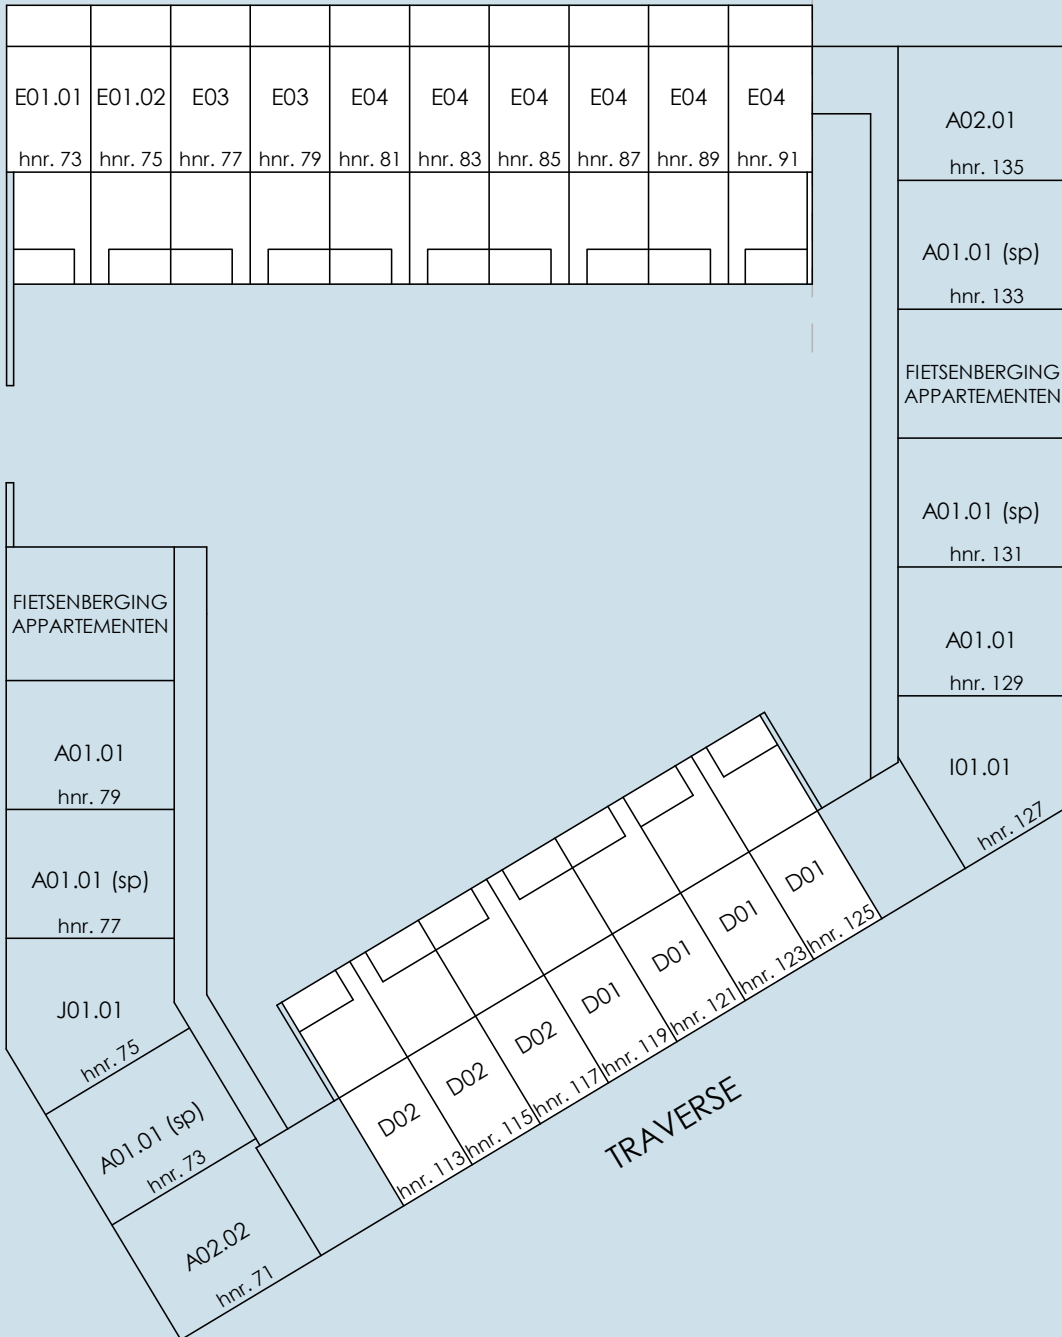 E01.01 E01.02 E03 E03 E04 E04 E04 E04 E04 E04
hnr. 73 hnr. 75 hnr. 77 hnr. 79 hnr. 81 hnr. 83 hnr. 85 hnr. 87 hnr. 89 hnr. 91
A02.01
hnr. 135
A01.01 (sp)
hnr. 133
FIETSENBERGING
APPARTEMENTEN
A01.01 (sp)
hnr. 131
A01.01
hnr. 129
I01.01
hnr. 127
FIETSENBERGING
APPARTEMENTEN
A01.01
hnr. 79
A01.01 (sp)
hnr. 77
J01.01
hnr. 75
A01.01 (sp)
hnr. 73
A02.02
hnr. 71
D02 D02 D02 D01 D01 D01 D01
hnr. 113 hnr. 115 hnr. 117 hnr. 119 hnr. 121 hnr. 123 hnr. 125
TRAVERSE